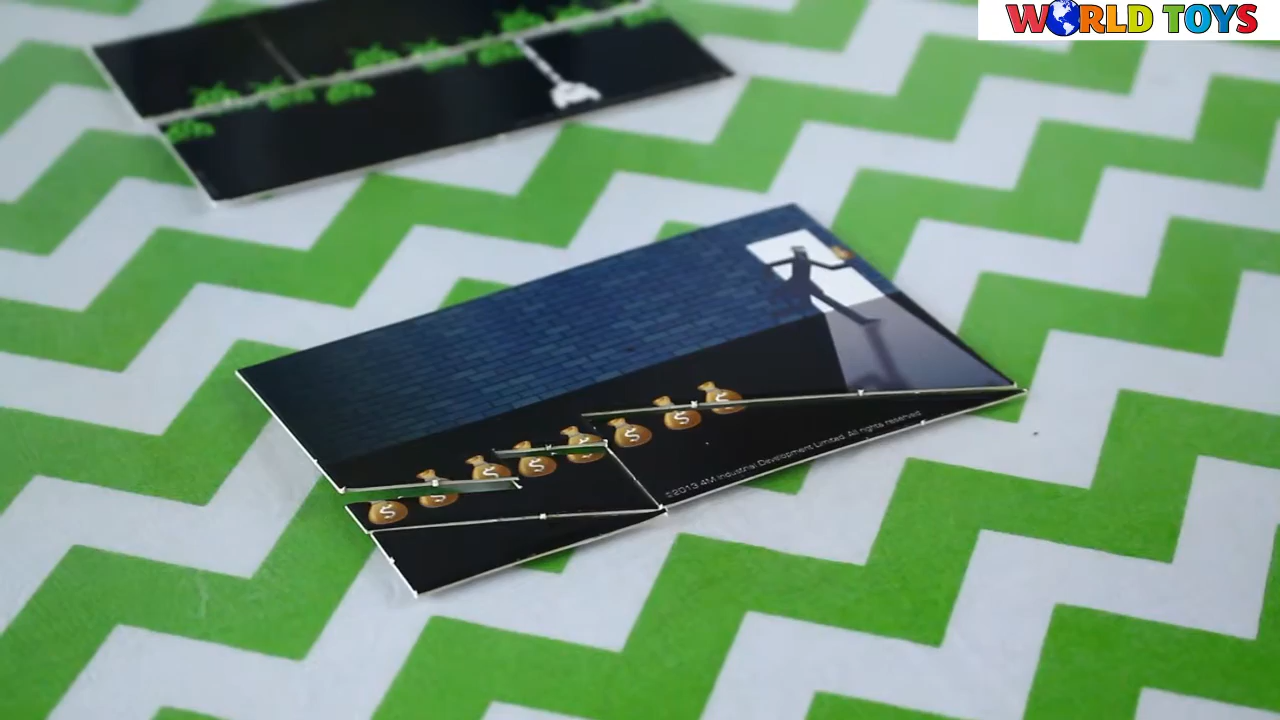 WORLD TOYS
$ $ $ $ $ $ $ $
©2013 4M Industrial Development Limited. All rights reserved